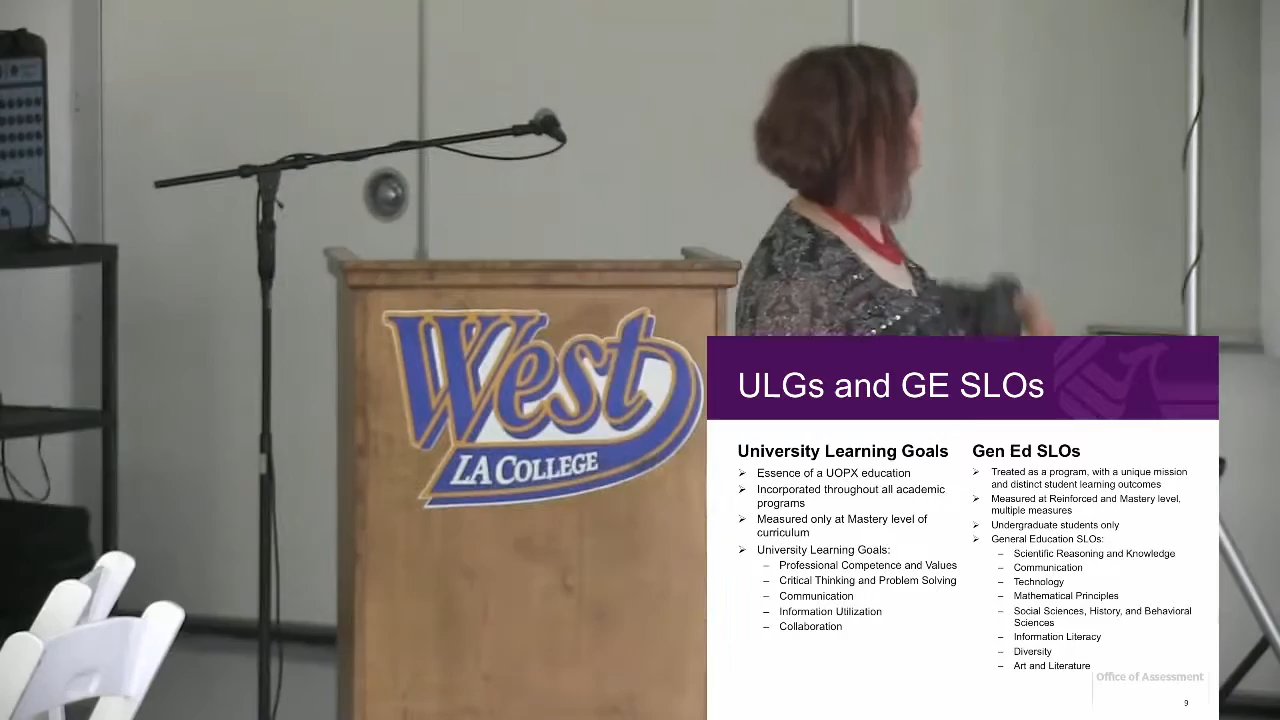 West
LA COLLEGE
ULGs and GE SLOs
University Learning Goals
➢ Essence of a UOPX education
➢ Incorporated throughout all academic
programs
➢ Measured only at Mastery level of
curriculum
➢ University Learning Goals:
– Professional Competence and Values
– Critical Thinking and Problem Solving
– Communication
– Information Utilization
– Collaboration
Gen Ed SLOs
➢ Treated as a program, with a unique mission
and distinct student learning outcomes
➢ Measured at Reinforced and Mastery level,
multiple measures
➢ Undergraduate students only
➢ General Education SLOs:
– Scientific Reasoning and Knowledge
– Communication
– Technology
– Mathematical Principles
– Social Sciences, History, and Behavioral
Sciences
– Information Literacy
– Diversity
– Art and Literature
Office of Assessment
9